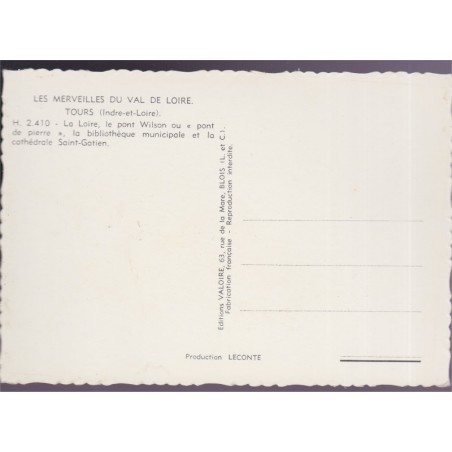 LES MERVEILLES DU VAL DE LOIRE.
TOURS (Indre-et-Loire).
H. 2.410 - La Loire, le pont Wilson ou « pont
de pierre », la bibliothèque municipale et la
cathédrale Saint-Gatien.
Editions VALOIRE, 63, rue de la Mare, BLOIS (L. et C.).
Fabrication française - Reproduction interdite.
Production LECONTE